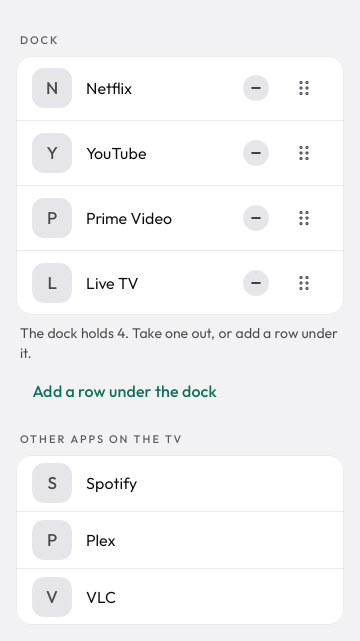 DOCK
N Netflix
Y YouTube
P Prime Video
L Live TV
The dock holds 4. Take one out, or add a row under
it.
Add a row under the dock
OTHER APPS ON THE TV
S Spotify
P Plex
V VLC